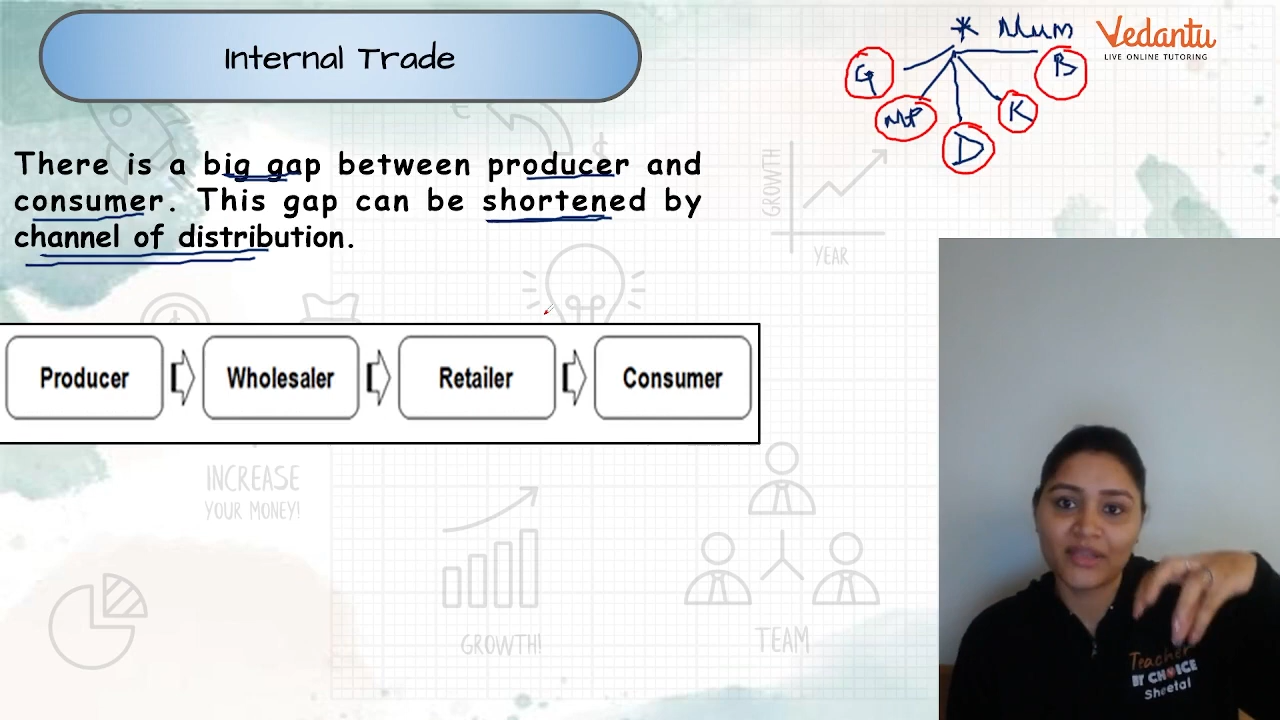 Internal Trade
* Mum
G
MP
D
K
B
Vedantu
LIVE ONLINE TUTORING
There is a big gap between producer and
consumer. This gap can be shortened by
channel of distribution.
GROWTH
YEAR
Producer
Wholesaler
Retailer
Consumer
INCREASE
YOUR MONEY!
GROWTH!
TEAM
Teacher
BY CHOICE
Sheetal